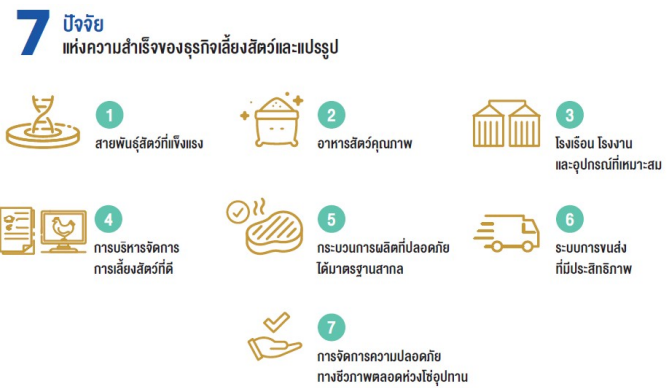 7 ปัจจัย
แห่งความสำเร็จของธุรกิจเลี้ยงสัตว์และแปรรูป
1
สายพันธุ์สัตว์ที่แข็งแรง
2
อาหารสัตว์คุณภาพ
3
โรงเรือน โรงงาน
และอุปกรณ์ที่เหมาะสม
4
การบริหารจัดการ
การเลี้ยงสัตว์ที่ดี
5
กระบวนการผลิตที่ปลอดภัย
ได้มาตรฐานสากล
6
ระบบการขนส่ง
ที่มีประสิทธิภาพ
7
การจัดการความปลอดภัย
ทางชีวภาพตลอดห่วงโซ่อุปทาน